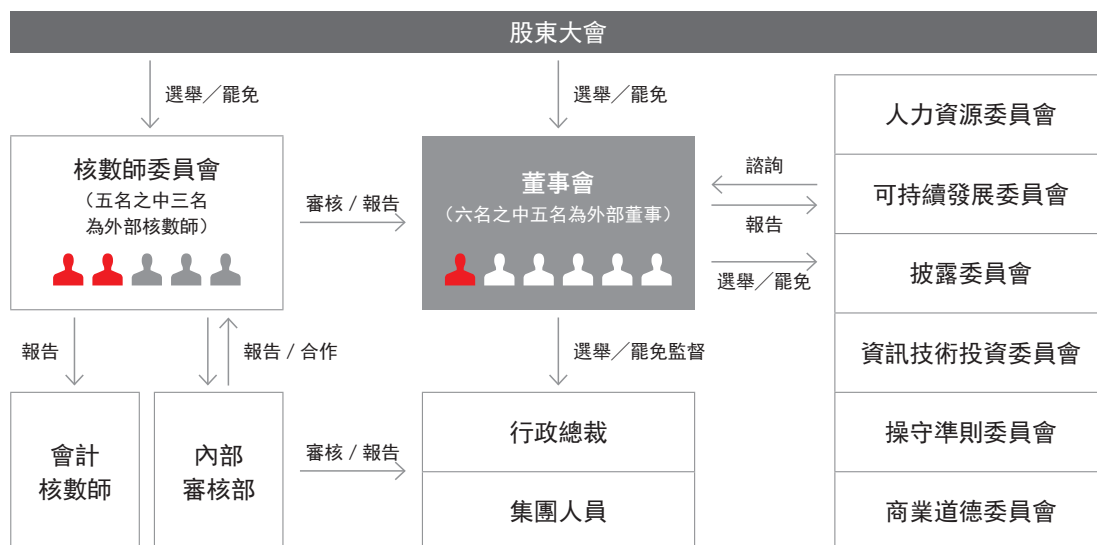 股東大會
選舉／罷免
選舉／罷免
核數師委員會
（五名之中三名
為外部核數師）
審核 / 報告
董事會
（六名之中五名為外部董事）
諮詢
報告
選舉／罷免
人力資源委員會
可持續發展委員會
披露委員會
資訊技術投資委員會
操守準則委員會
商業道德委員會
報告
報告 / 合作
選舉／罷免監督
會計
核數師
內部
審核部
審核 / 報告
行政總裁
集團人員